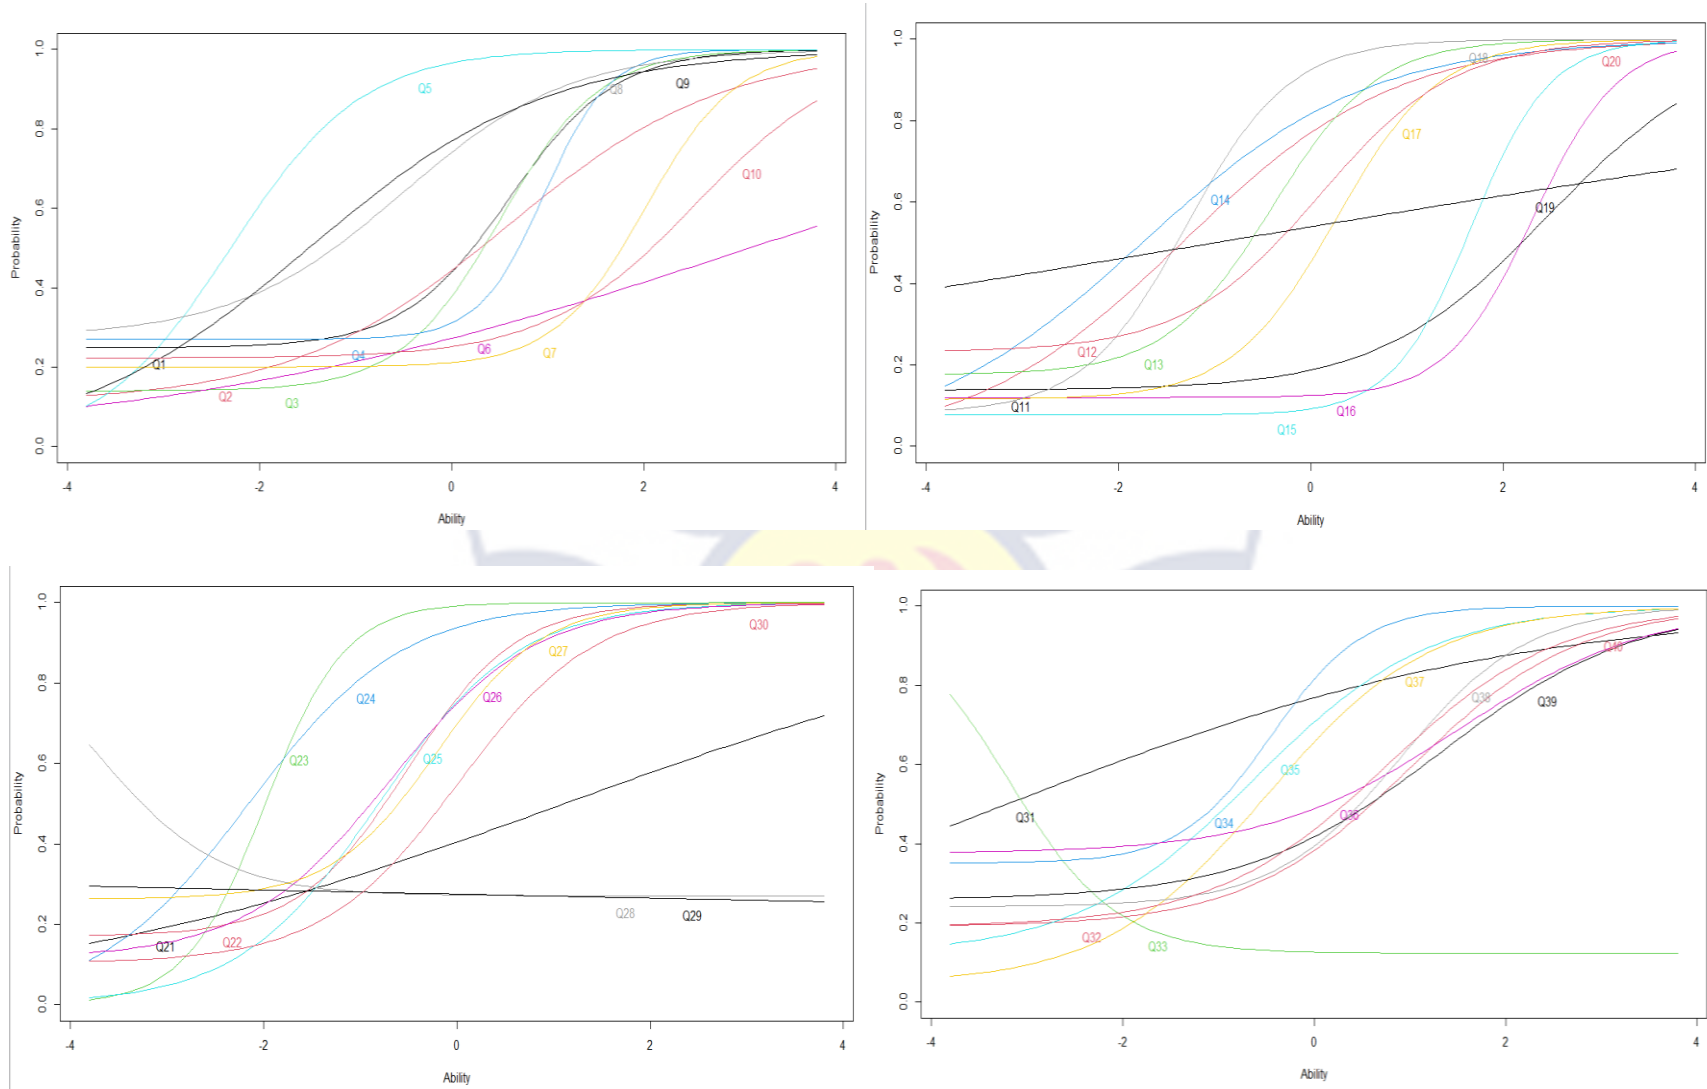 1.0
0.8
0.6
0.4
0.2
0.0
Probability
Q5
Q8
Q9
Q10
Q1
Q4
Q6
Q7
Q2
Q3
-4
-2
0
2
4
Ability
1.0
0.8
0.6
0.4
0.2
0.0
Probability
Q18
Q20
Q17
Q14
Q19
Q12
Q13
Q11
Q16
Q15
-4
-2
0
2
4
Ability
1.0
0.8
0.6
0.4
0.2
0.0
Probability
Q30
Q27
Q24
Q26
Q23
Q25
Q28
Q29
Q21
Q22
-4
-2
0
2
4
Ability
1.0
0.8
0.6
0.4
0.2
0.0
Probability
Q40
Q37
Q38
Q39
Q35
Q31
Q34
Q36
Q32
Q33
-4
-2
0
2
4
Ability